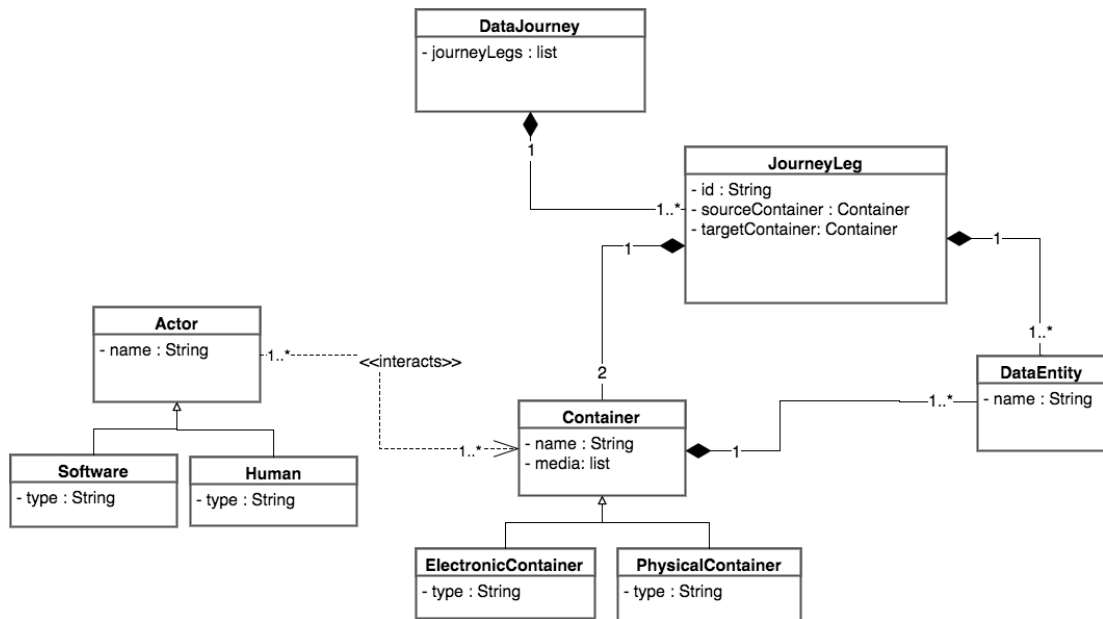 DataJourney
- journeyLegs : list
1
JourneyLeg
- id : String
1..* - sourceContainer : Container
- targetContainer: Container
1
1
Actor
- name : String
1..*
<<interacts>>
1..*
2
1..*
DataEntity
- name : String
1..*
Container
- name : String
- media: list
1
Software
- type : String
Human
- type : String
ElectronicContainer
- type : String
PhysicalContainer
- type : String